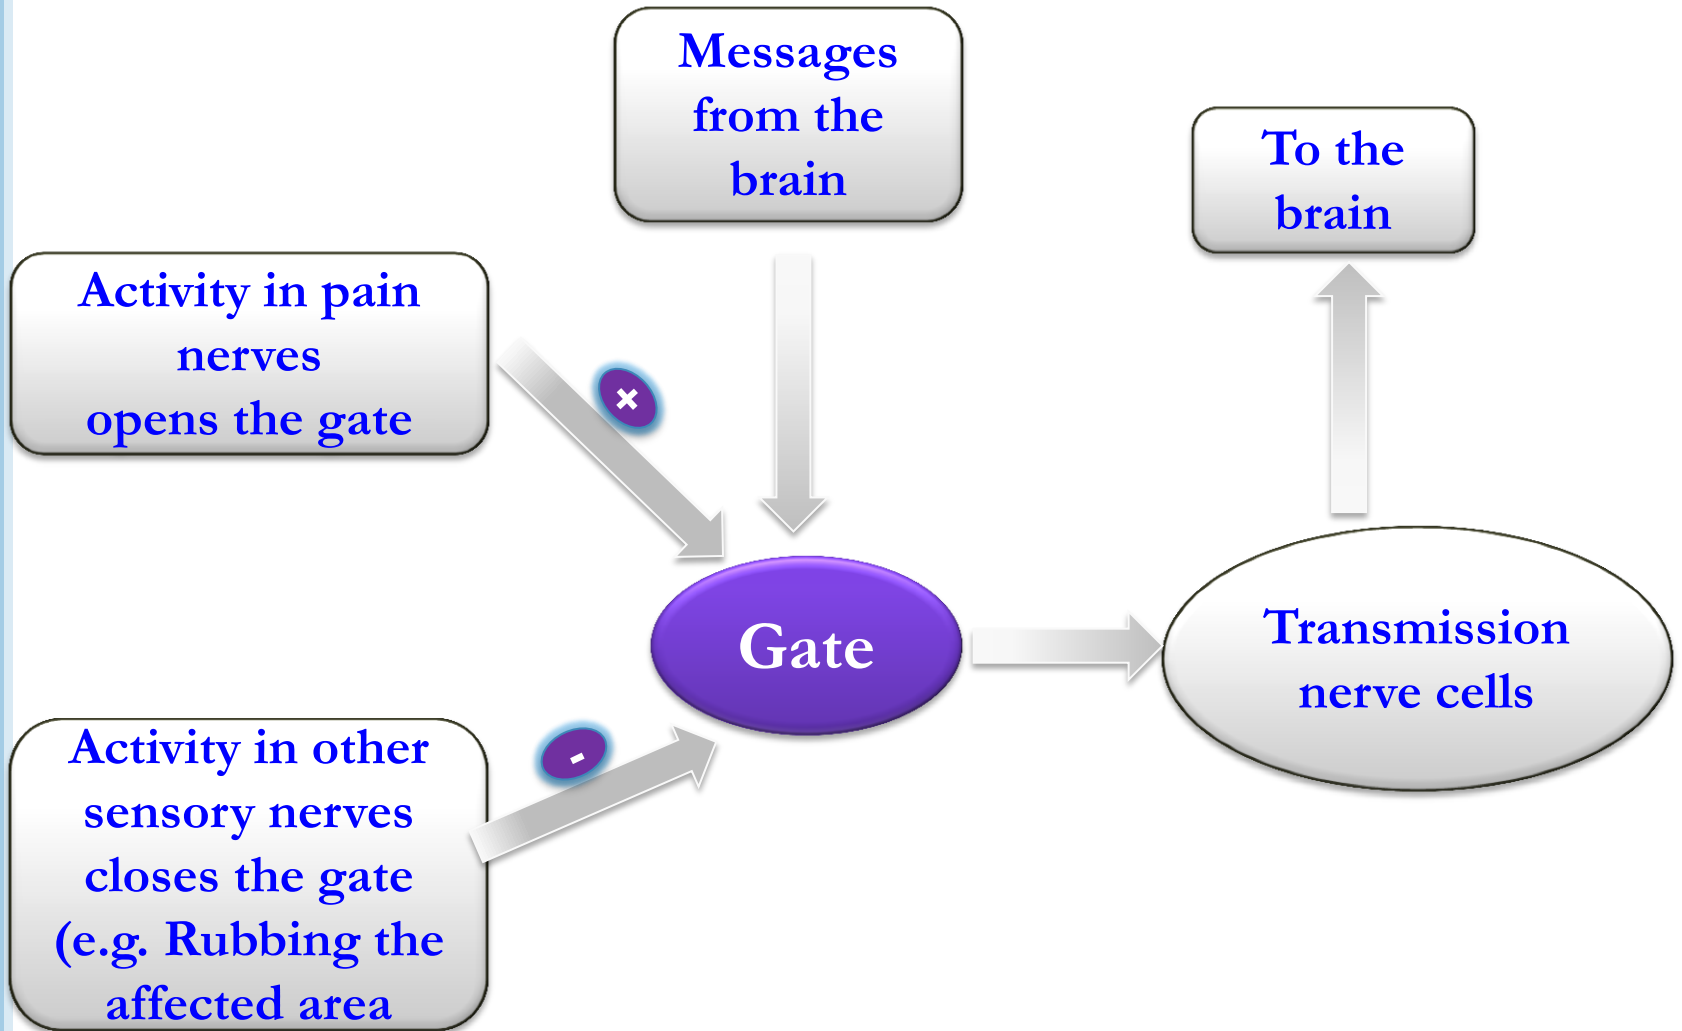 Messages
from the
brain
To the
brain
Activity in pain
nerves
opens the gate
+
Gate
Transmission
nerve cells
-
Activity in other
sensory nerves
closes the gate
(e.g. Rubbing the
affected area